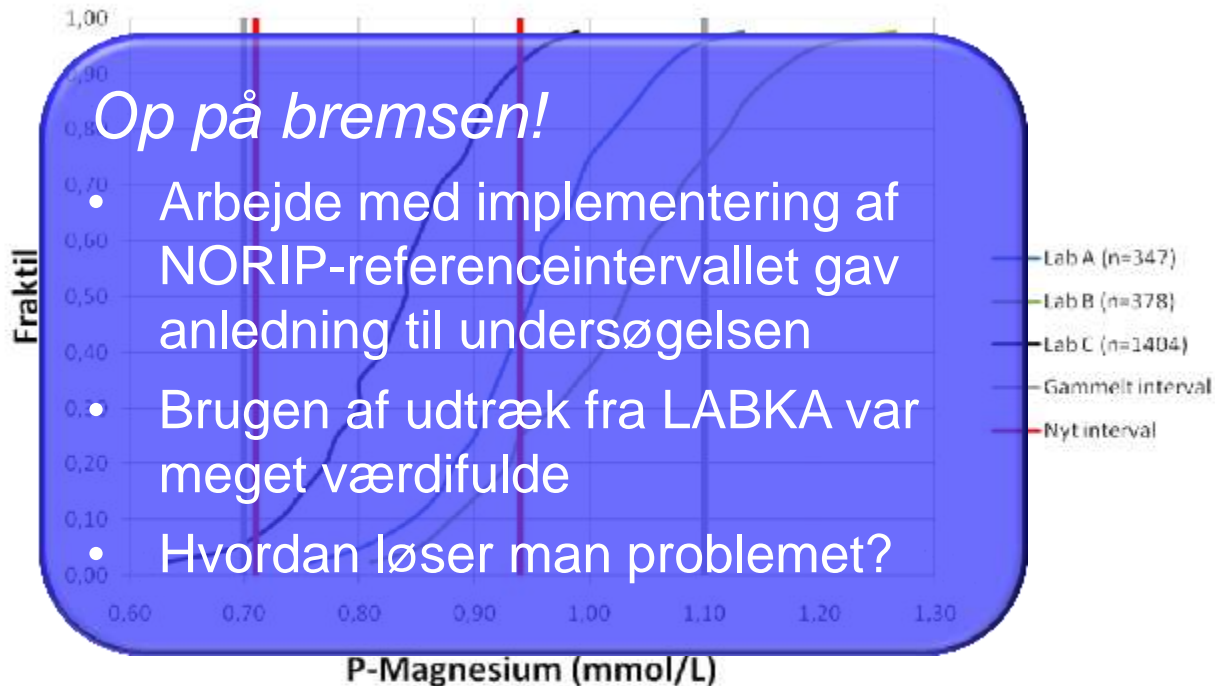 1,00
0,90
0,80
0,70
0,60
0,50
0,40
0,30
0,20
0,10
0,00
Fraktil
Op på bremsen!
• Arbejde med implementering af
NORIP-referenceintervallet gav
anledning til undersøgelsen
• Brugen af udtræk fra LABKA var
meget værdifulde
• Hvordan løser man problemet?
0,60 0,70 0,80 0,90 1,00 1,10 1,20 1,30
P-Magnesium (mmol/L)
Lab A (n=347)
Lab B (n=378)
Lab C (n=1404)
Gammelt interval
Nyt interval